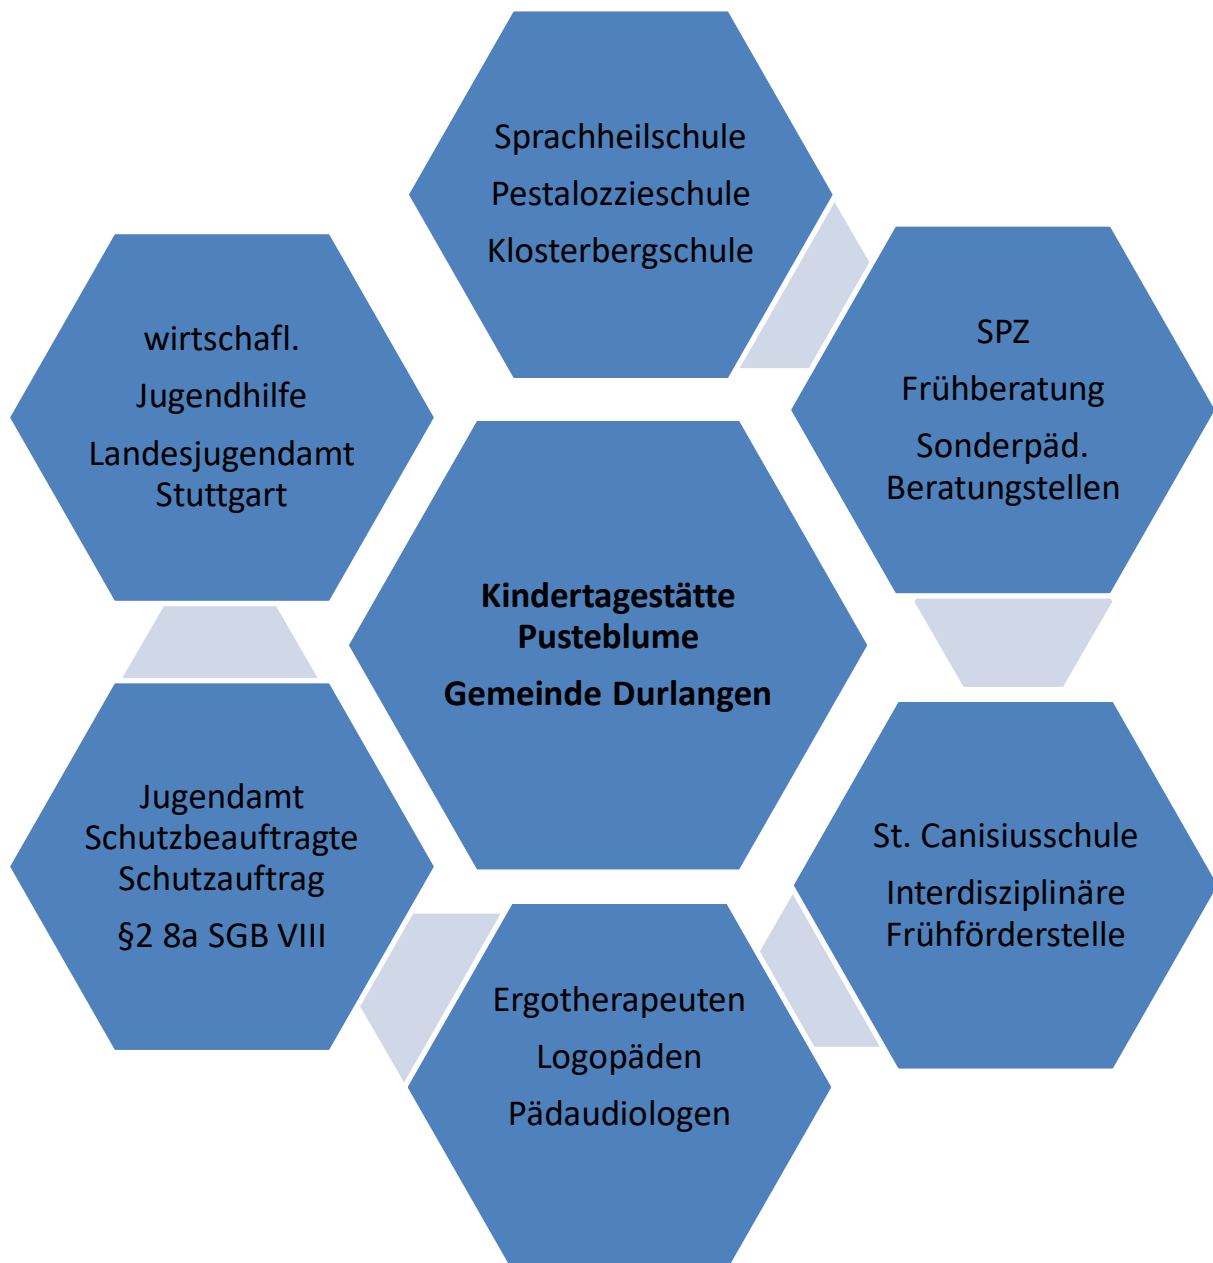 Sprachheilschule
Pestalozzieschule
Klosterbergschule
SPZ
Frühberatung
Sonderpäd.
Beratungstellen
St. Canisiusschule
Interdisziplinäre
Frühförderstelle
Ergotherapeuten
Logopäden
Pädaudiologen
Jugendamt
Schutzbeauftragte
Schutzauftrag
§2 8a SGB VIII
wirtschafl.
Jugendhilfe
Landesjugendamt
Stuttgart
Kindertagestätte
Pusteblume
Gemeinde Durlangen